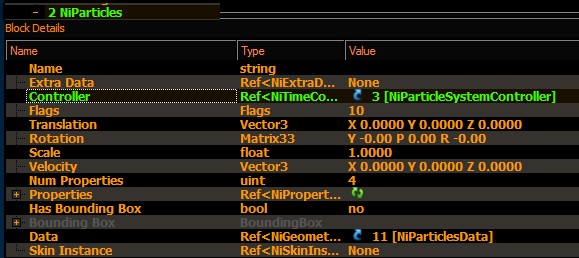 - 2 NiParticles
Block Details
Name Type Value
Name string
Extra Data Ref<NiExtraD... None
Controller Ref<NiTimeCo... 3 [NiParticleSystemController]
Flags Flags 10
Translation Vector3 X 0.0000 Y 0.0000 Z 0.0000
Rotation Matrix33 Y -0.00 P 0.00 R -0.00
Scale float 1.0000
Velocity Vector3 X 0.0000 Y 0.0000 Z 0.0000
Num Properties uint 4
Properties Ref<NiPropert...
Has Bounding Box bool no
Bounding Box BoundingBox
Data Ref<NiGeomet... 11 [NiParticlesData]
Skin Instance Ref<NiSkinIns... None